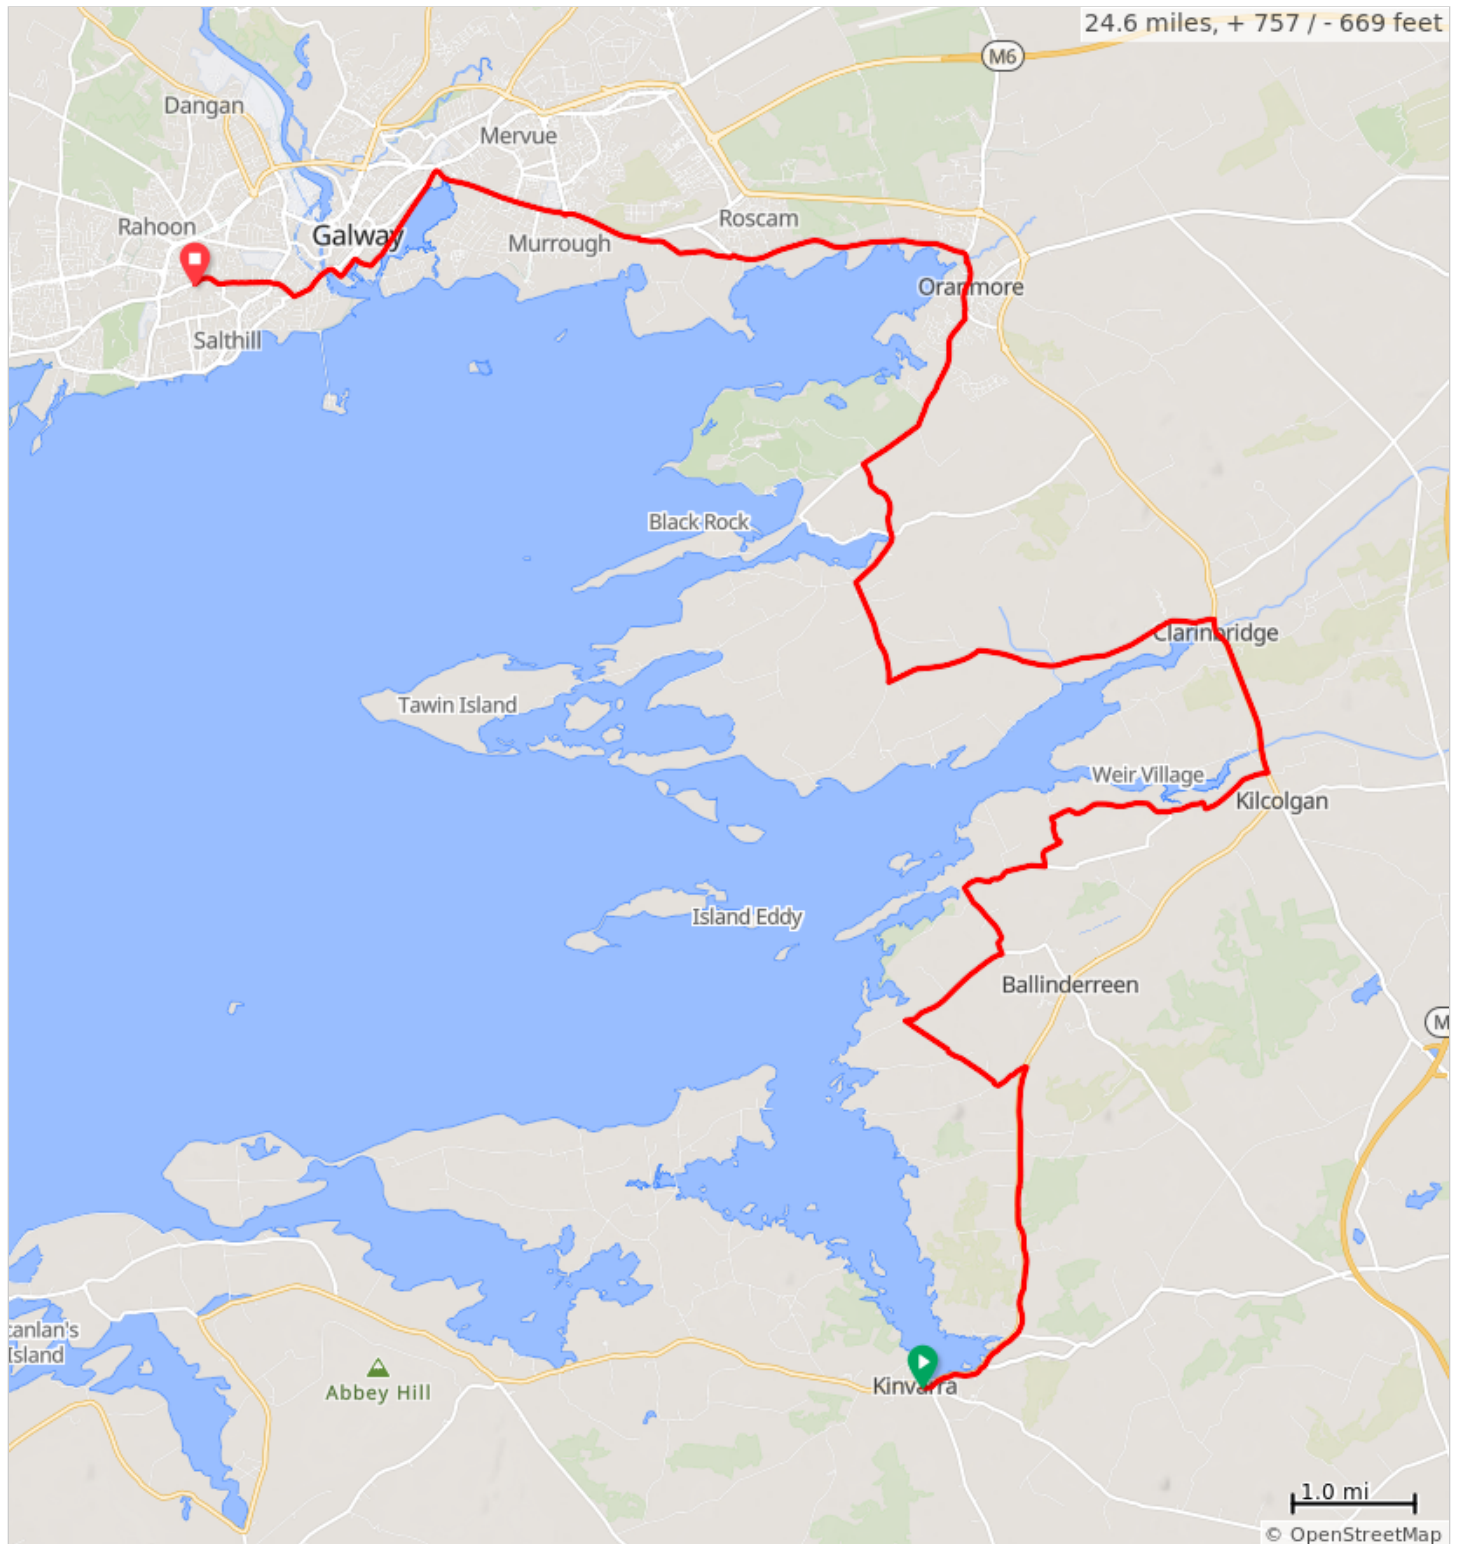 24.6 miles, + 757 / - 669 feet
M6
Dangan
Mervue
Rahoon
Roscam
Galway
Murrough
Oranmore
Salthill
Black Rock
Clarinbridge
Tawin Island
Weir Village
Kilcolgan
Island Eddy
Ballinderreen
M
canlan's
Island
Abbey Hill
Kinvarra
1.0 mi
© OpenStreetMap